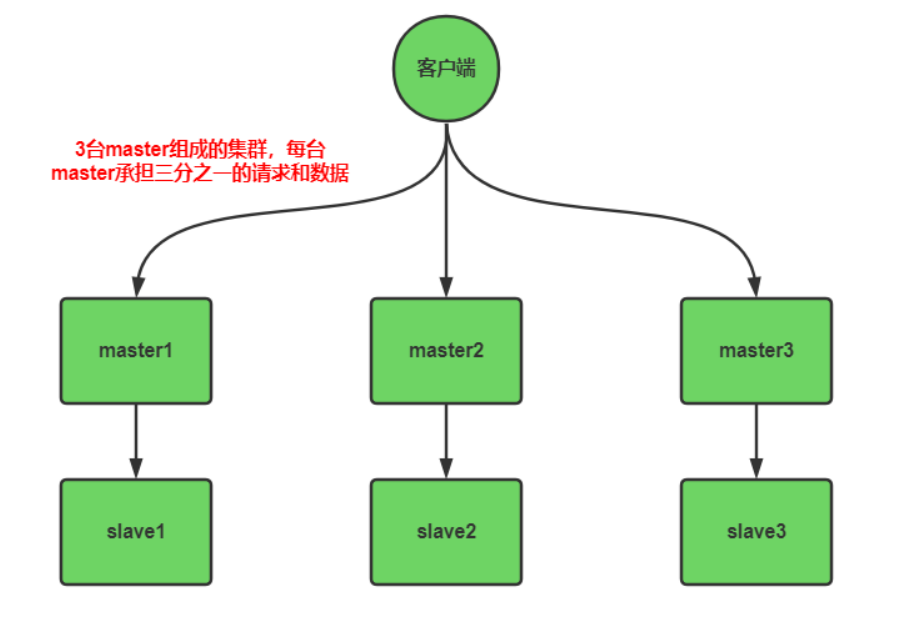 客户端
3台master组成的集群，每台
master承担三分之一的请求和数据
master1
master2
master3
slave1
slave2
slave3